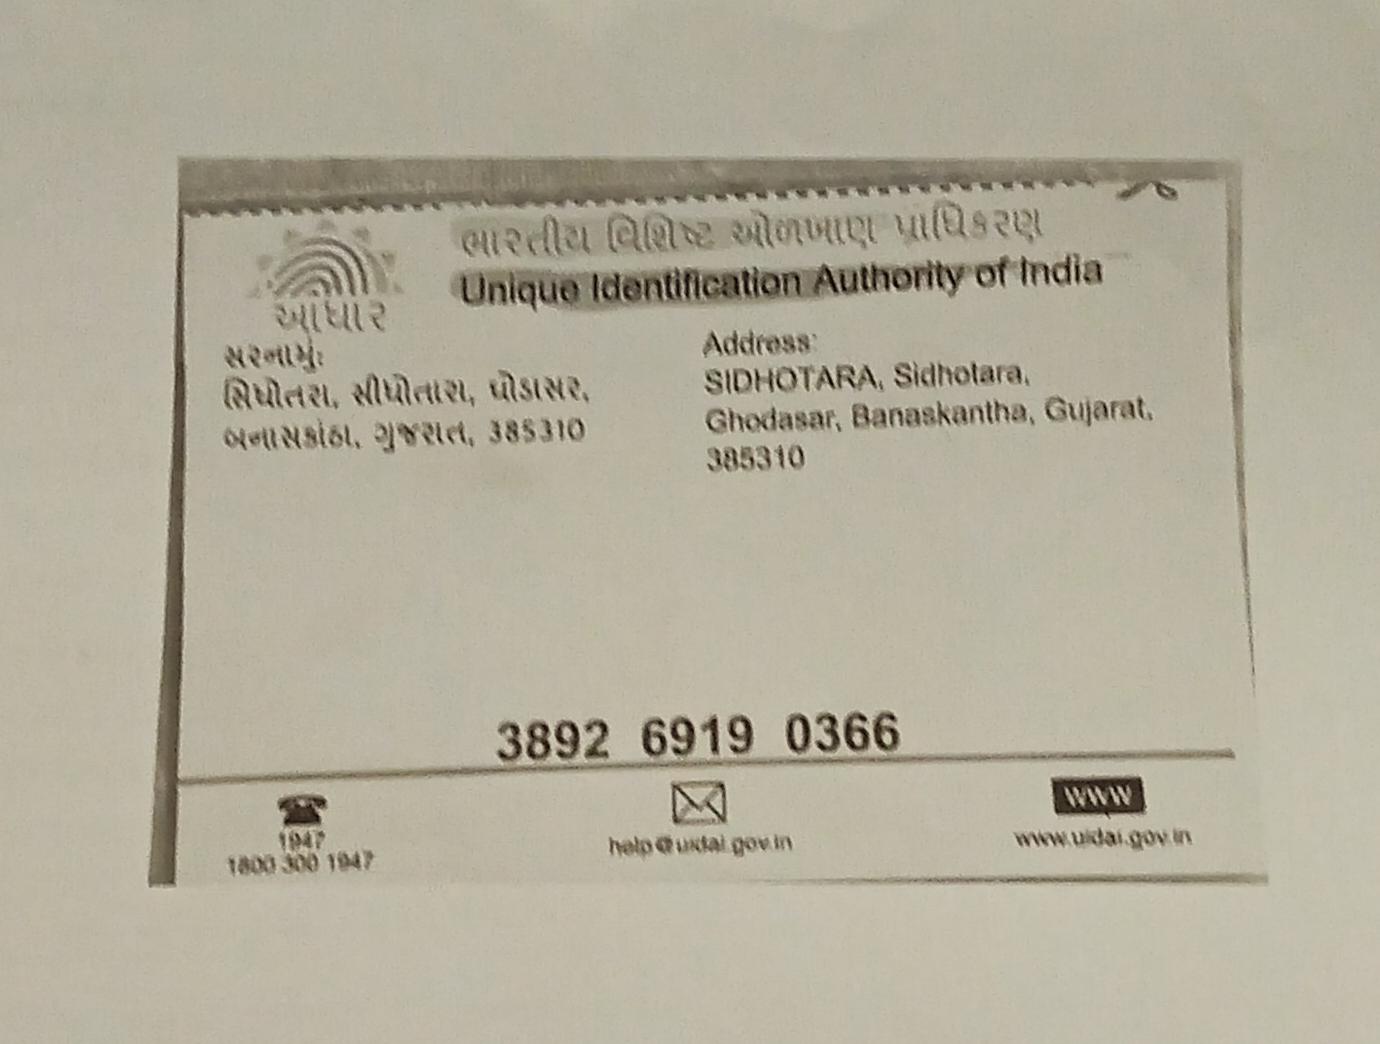 ભારતીય વિશિષ્ટ ઓળખાણ પ્રાધિકરણ
Unique Identification Authority of India
આધાર
સરનામું:
સિધોતરા, સીધોતારા, ઘોડાસર,
બનાસકાંઠા, ગુજરાત, 385310
Address:
SIDHOTARA, Sidhotara,
Ghodasar, Banaskantha, Gujarat,
385310
3892 6919 0366
1947
1800 300 1947
help@uidai.gov.in
WWW
www.uidai.gov.in